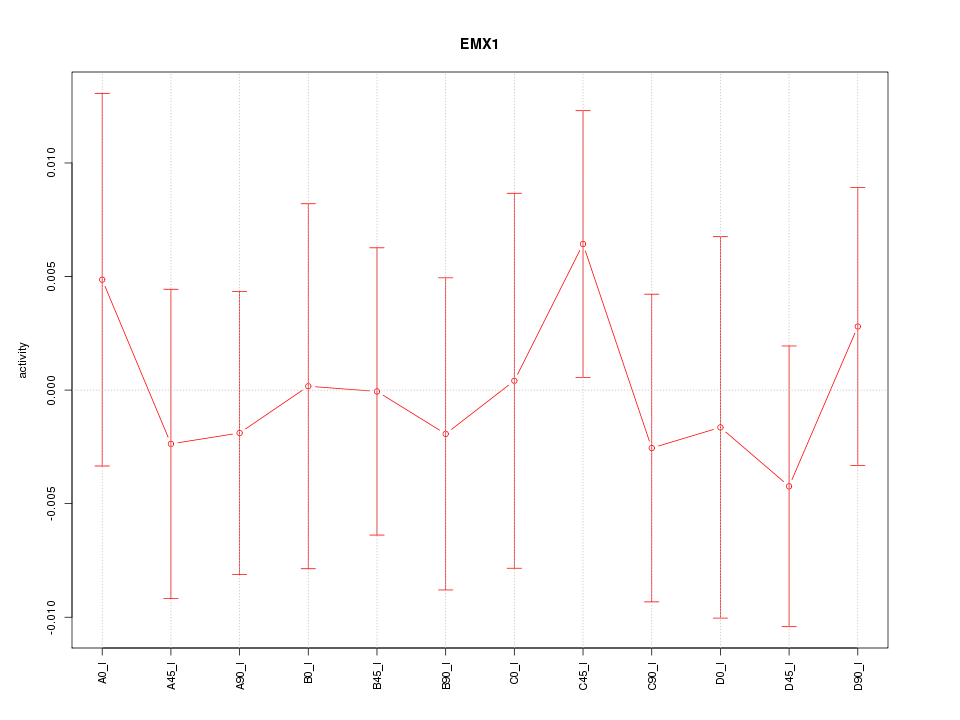 EMX1
activity
0.010
0.005
0.000
-0.005
-0.010
A0_I
A45_I
A90_I
B0_I
B45_I
B90_I
C0_I
C45_I
C90_I
D0_I
D45_I
D90_I